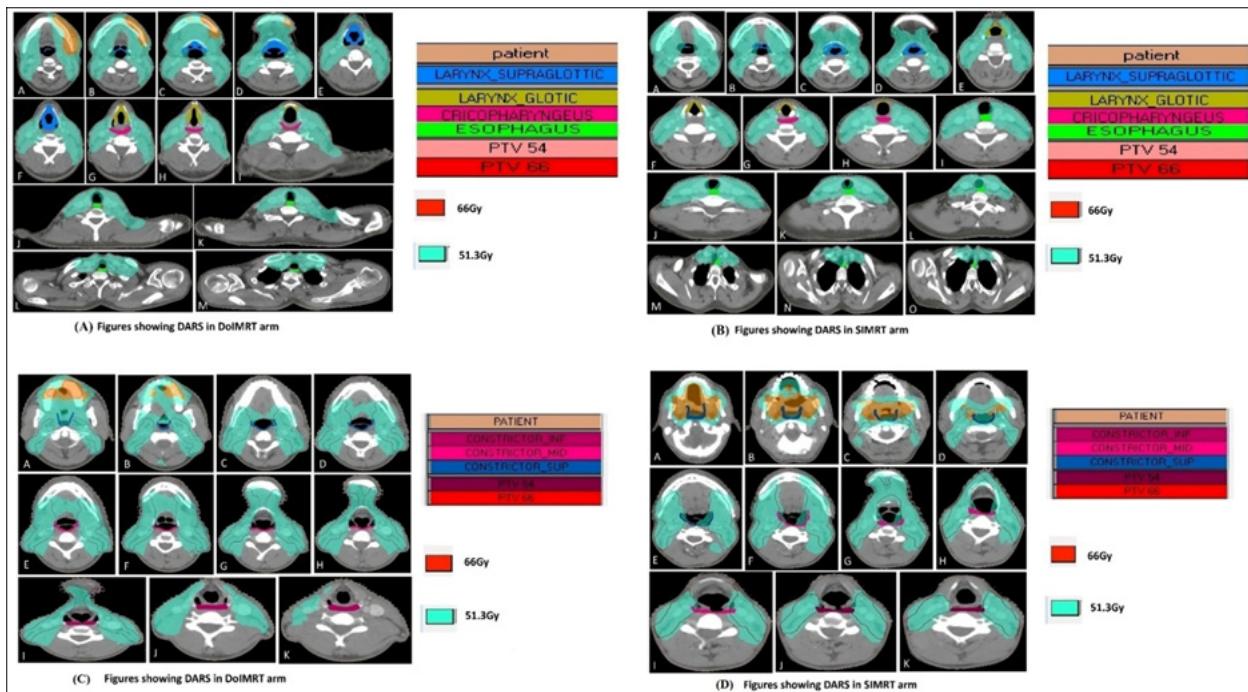 A B C D E
F G H I
J K
L M
patient
LARYNX_SUPRAGLOTTIC
LARYNX_GLOTIC
CRICOPHARYNGEUS
ESOPHAGUS
PTV 54
PTV 66
66Gy
51.3Gy
(A) Figures showing DARS in DoIMRT arm
A B C D E
F G H I
J K L
M N O
patient
LARYNX_SUPRAGLOTTIC
LARYNX_GLOTIC
CRICOPHARYNGEUS
ESOPHAGUS
PTV 54
PTV 66
66Gy
51.3Gy
(B) Figures showing DARS in SIMRT arm
A B C D
E F G H
I J K
PATIENT
CONSTRICTOR_INF
CONSTRICTOR_MID
CONSTRICTOR_SUP
PTV 54
PTV 66
66Gy
51.3Gy
(C) Figures showing DARS in DoIMRT arm
A B C D
E F G H
I J K
PATIENT
CONSTRICTOR_INF
CONSTRICTOR_MID
CONSTRICTOR_SUP
PTV 54
PTV 66
66Gy
51.3Gy
(D) Figures showing DARS in SIMRT arm